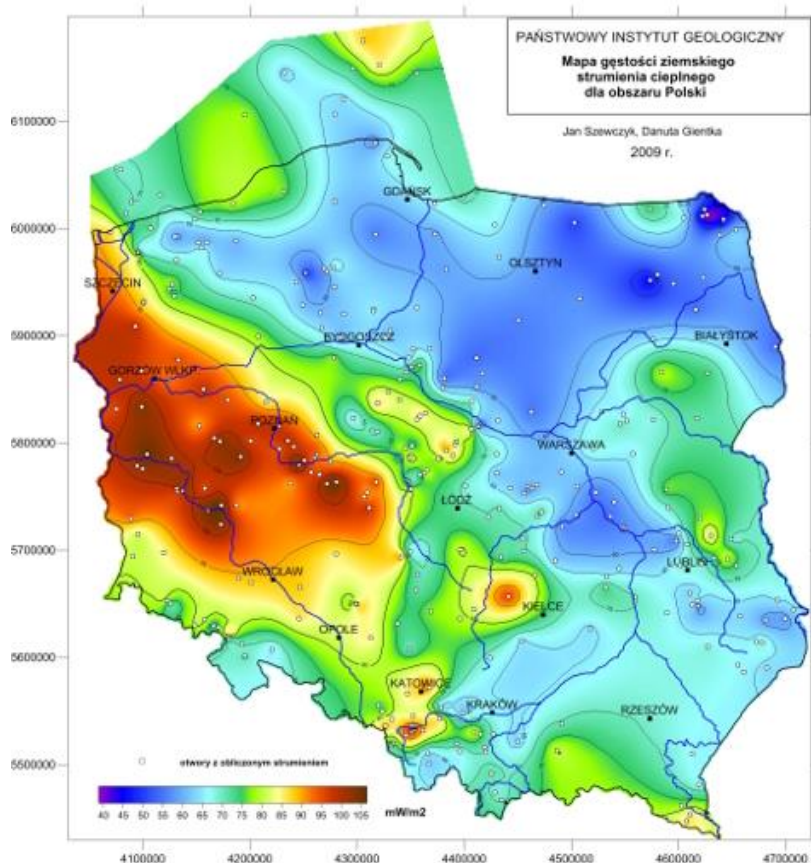 PAŃSTWOWY INSTYTUT GEOLOGICZNY
Mapa gęstości ziemskiego
strumienia cieplnego
dla obszaru Polski
Jan Szewczyk, Danuta Gientka
2009 r.
6100000
6000000
5900000
5800000
5700000
5600000
5500000
GDAŃSK
OLSZTYN
SZCZECIN
BYDGOSZCZ
BIAŁYSTOK
GORZÓW WLKP.
POZNAŃ
WARSZAWA
ŁÓDŹ
WROCŁAW
LUBLIN
KIELCE
OPOLE
KATOWICE
KRAKÓW
RZESZÓW
otwory z obliczonym strumieniem
40 45 50 55 60 65 70 75 80 85 90 95 100 105
mW/m2
4100000 4200000 4300000 4400000 4500000 4600000 4700000